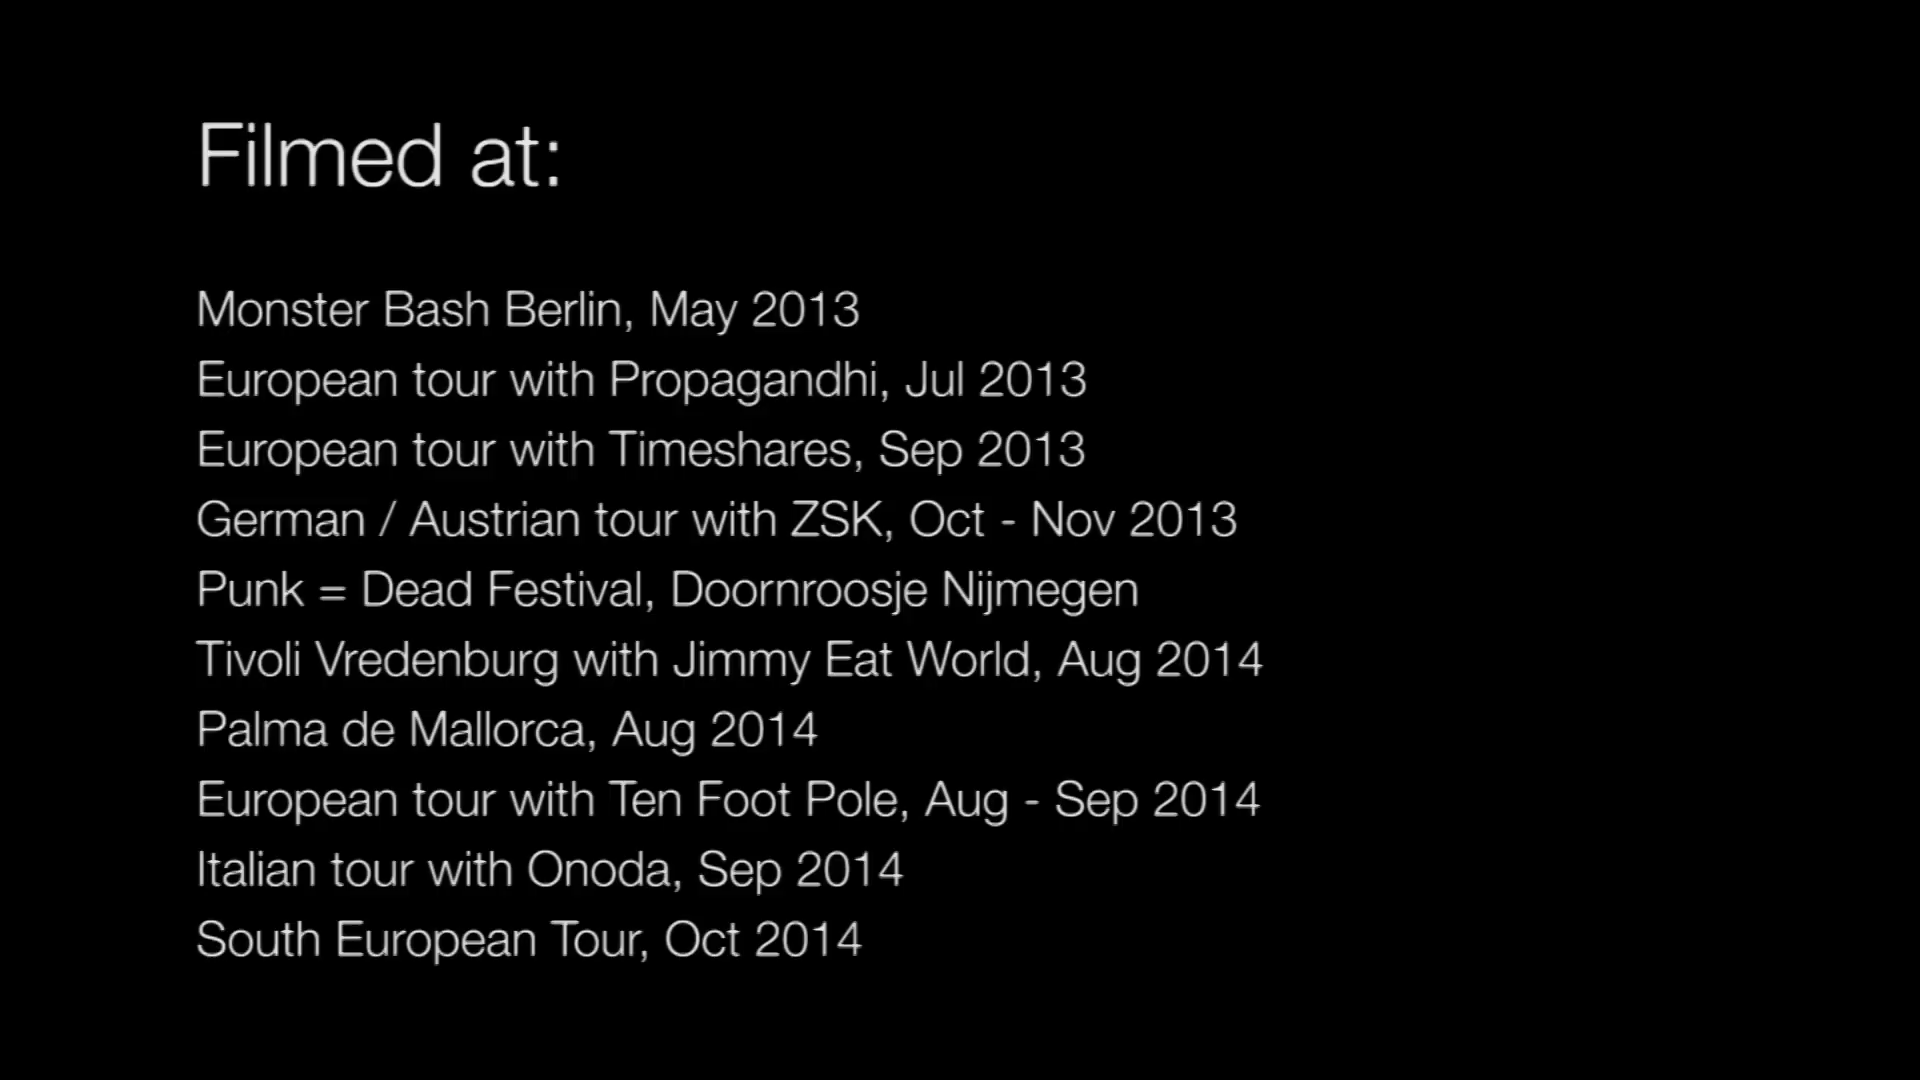 Filmed at:
Monster Bash Berlin, May 2013
European tour with Propagandhi, Jul 2013
European tour with Timeshares, Sep 2013
German / Austrian tour with ZSK, Oct - Nov 2013
Punk = Dead Festival, Doornroosje Nijmegen
Tivoli Vredenburg with Jimmy Eat World, Aug 2014
Palma de Mallorca, Aug 2014
European tour with Ten Foot Pole, Aug - Sep 2014
Italian tour with Onoda, Sep 2014
South European Tour, Oct 2014